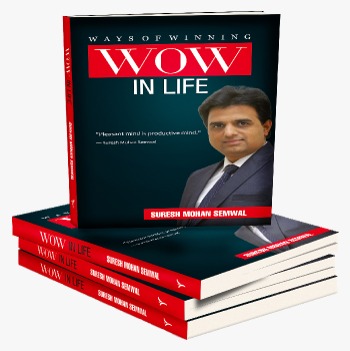 WAYS OF WINNING
WOW
IN LIFE
"Pleasant mind is productive mind."
— Suresh Mohan Semwal
SURESH MOHAN SEMWAL
WOW IN LIFE
SURESH MOHAN SEMWAL
WOW IN LIFE
SURESH MOHAN SEMWAL
WOW IN LIFE
SURESH MOHAN SEMWAL